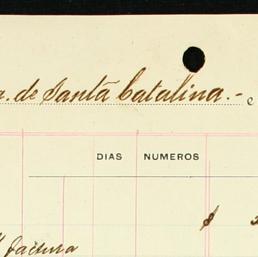 a. de Santa Catalina.-
DIAS NUMEROS
$
factura